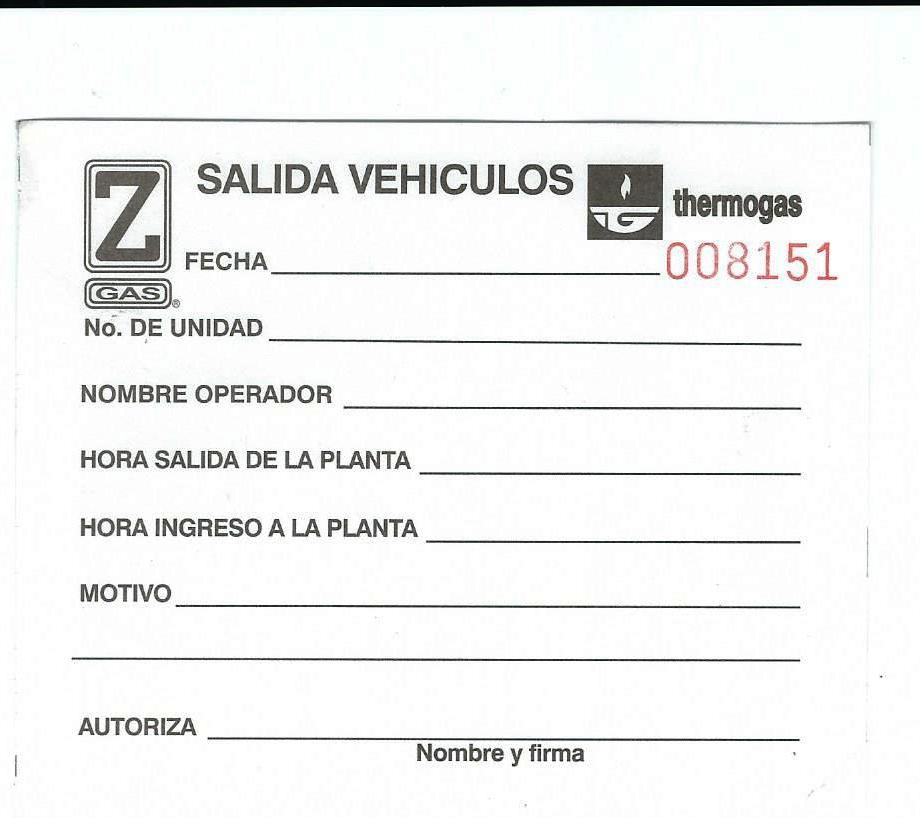 Z SALIDA VEHICULOS TG thermogas
FECHA 008151
GAS®
No. DE UNIDAD
NOMBRE OPERADOR
HORA SALIDA DE LA PLANTA
HORA INGRESO A LA PLANTA
MOTIVO
AUTORIZA
Nombre y firma